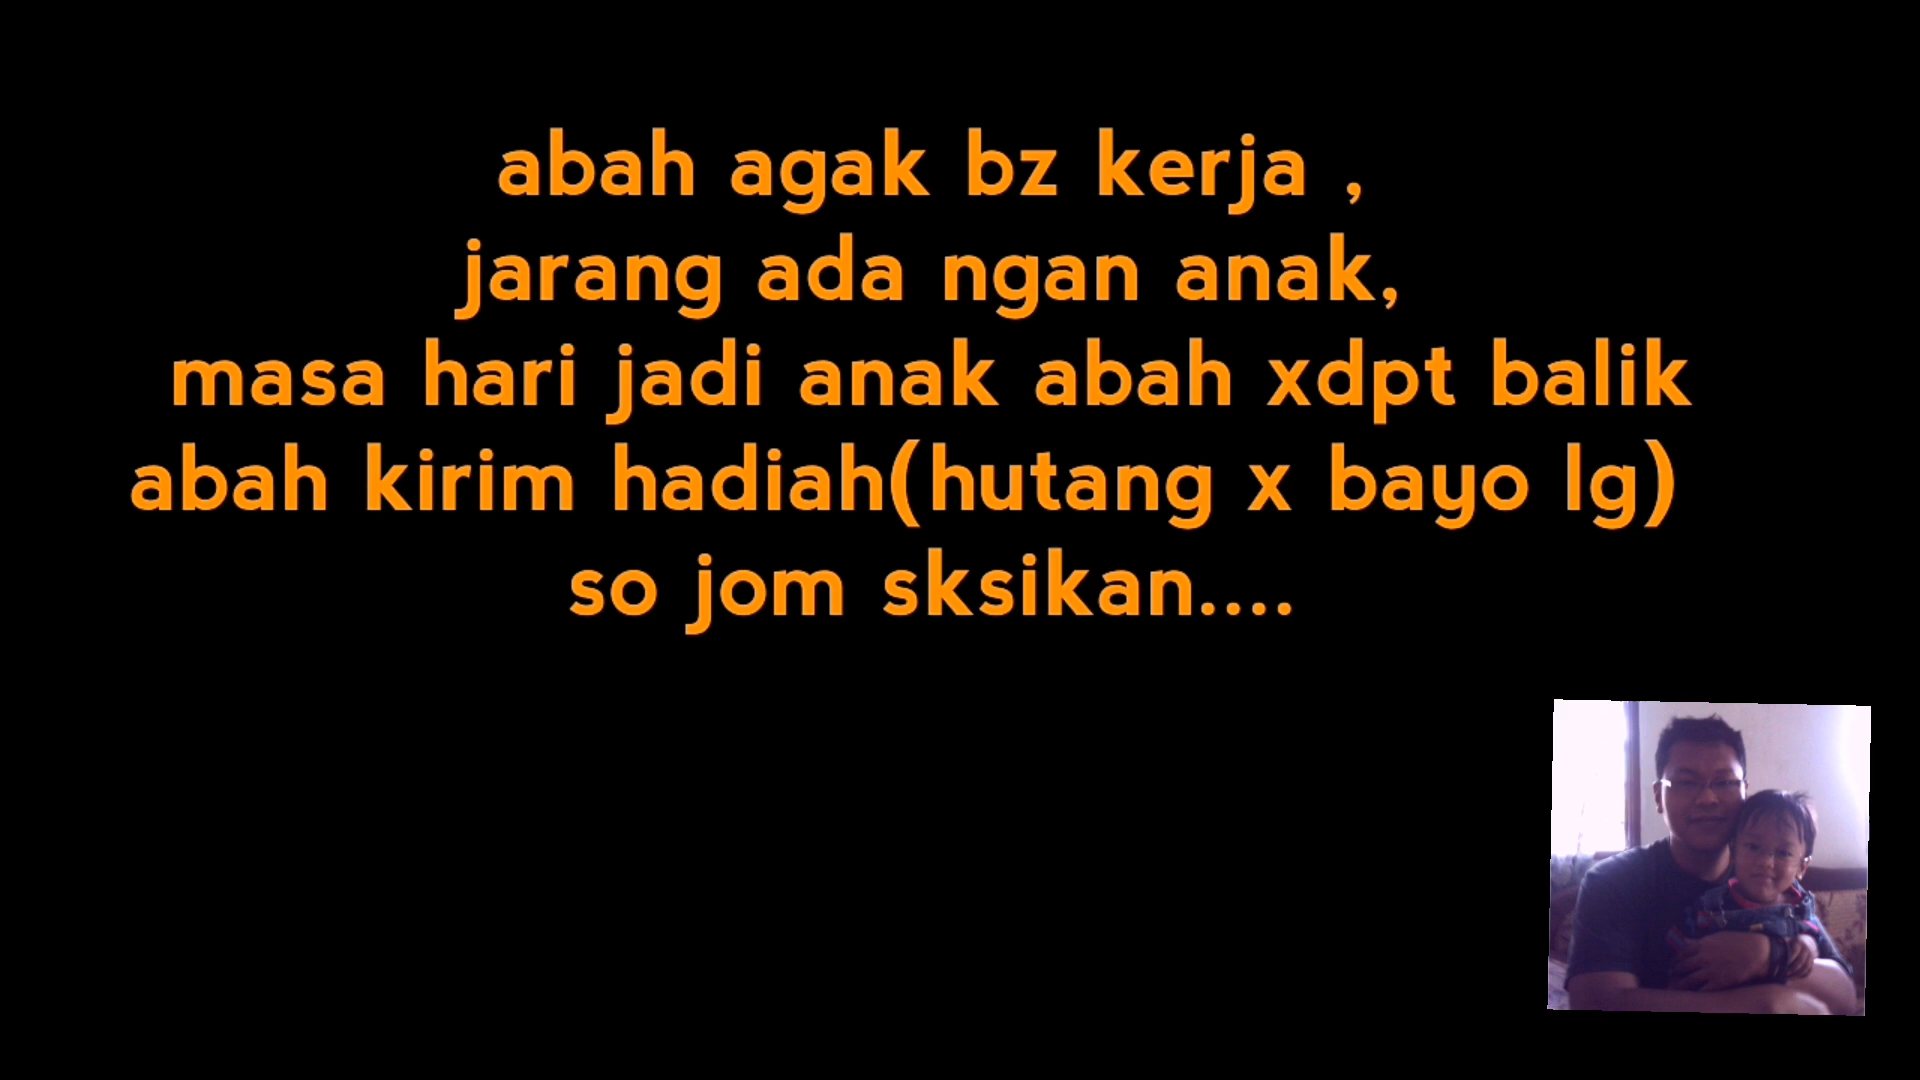 abah agak bz kerja ,
jarang ada ngan anak,
masa hari jadi anak abah xdpt balik
abah kirim hadiah(hutang x bayo lg)
so jom sksikan....